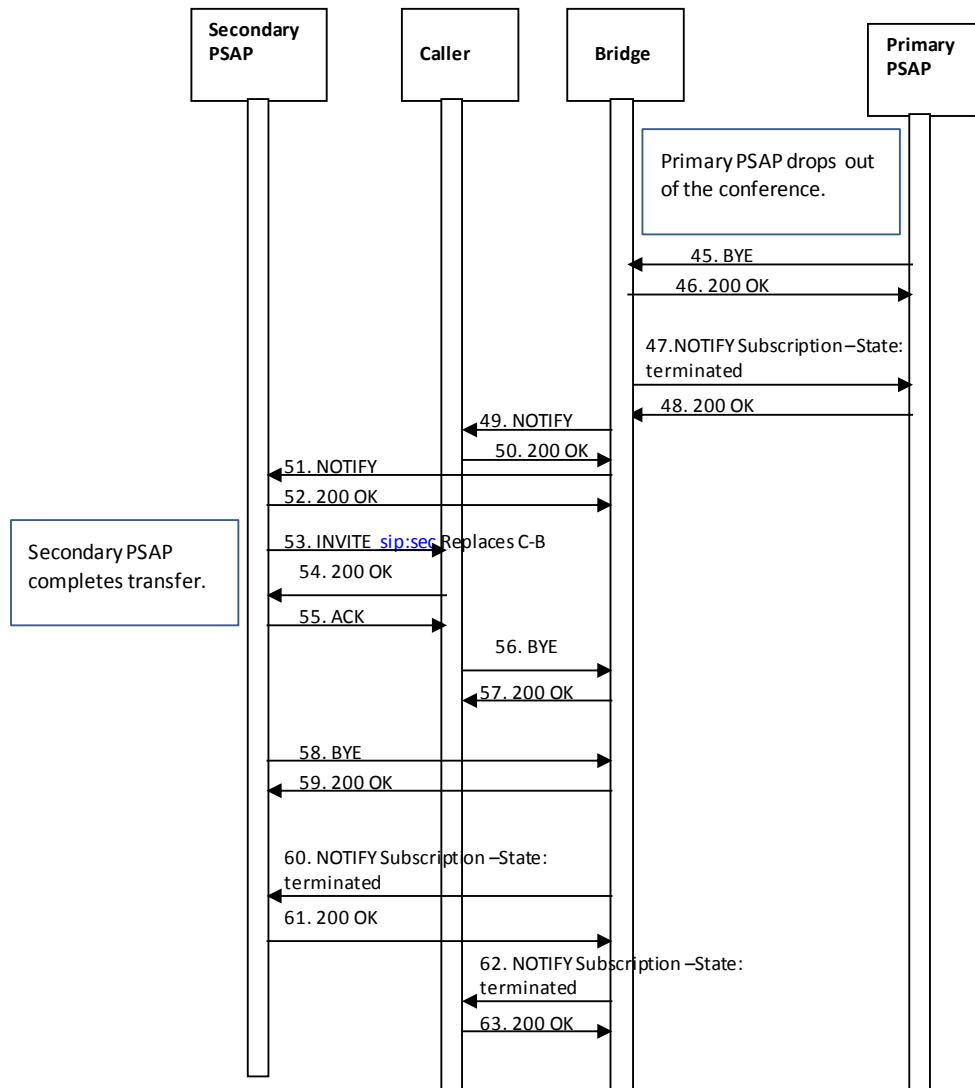 Secondary
PSAP
Caller
Bridge
Primary
PSAP
Primary PSAP drops out
of the conference.
45. BYE
46. 200 OK
47.NOTIFY Subscription –State:
terminated
48. 200 OK
49. NOTIFY
50. 200 OK
51. NOTIFY
52. 200 OK
Secondary PSAP
completes transfer.
53. INVITE sip:sec Replaces C-B
54. 200 OK
55. ACK
56. BYE
57. 200 OK
58. BYE
59. 200 OK
60. NOTIFY Subscription –State:
terminated
61. 200 OK
62. NOTIFY Subscription –State:
terminated
63. 200 OK